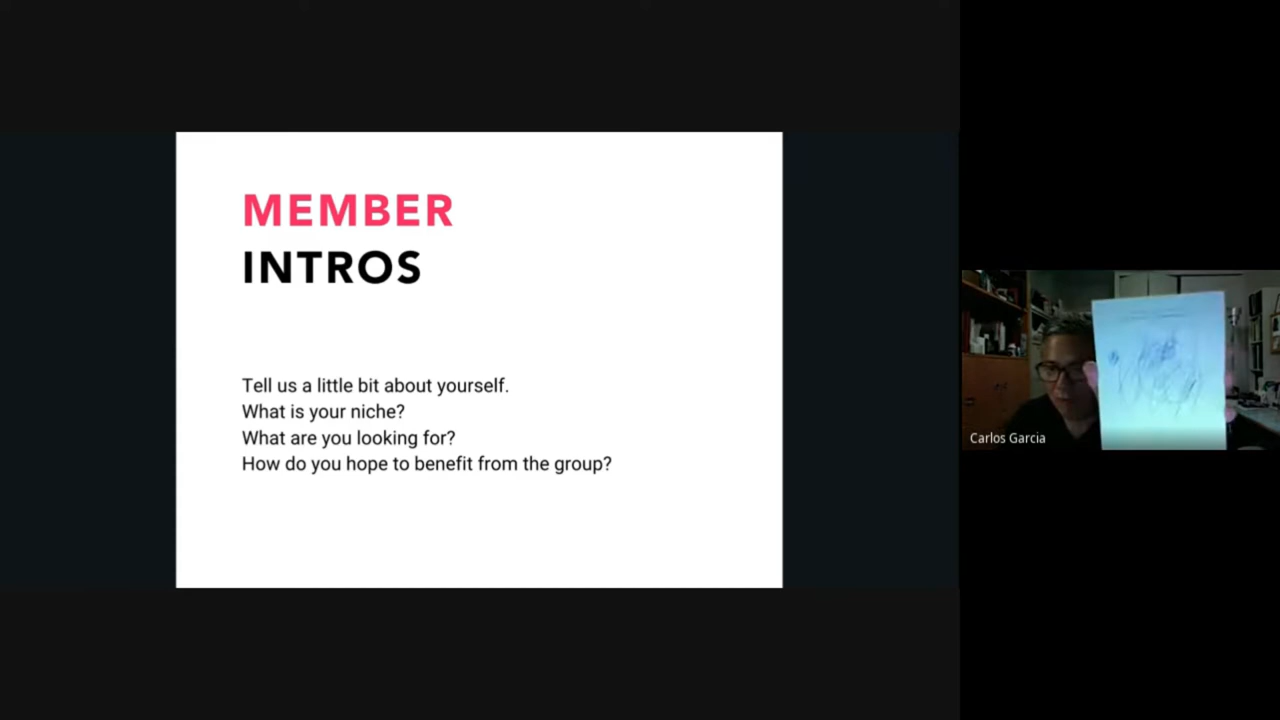 MEMBER
INTROS
Tell us a little bit about yourself.
What is your niche?
What are you looking for?
How do you hope to benefit from the group?
Carlos Garcia